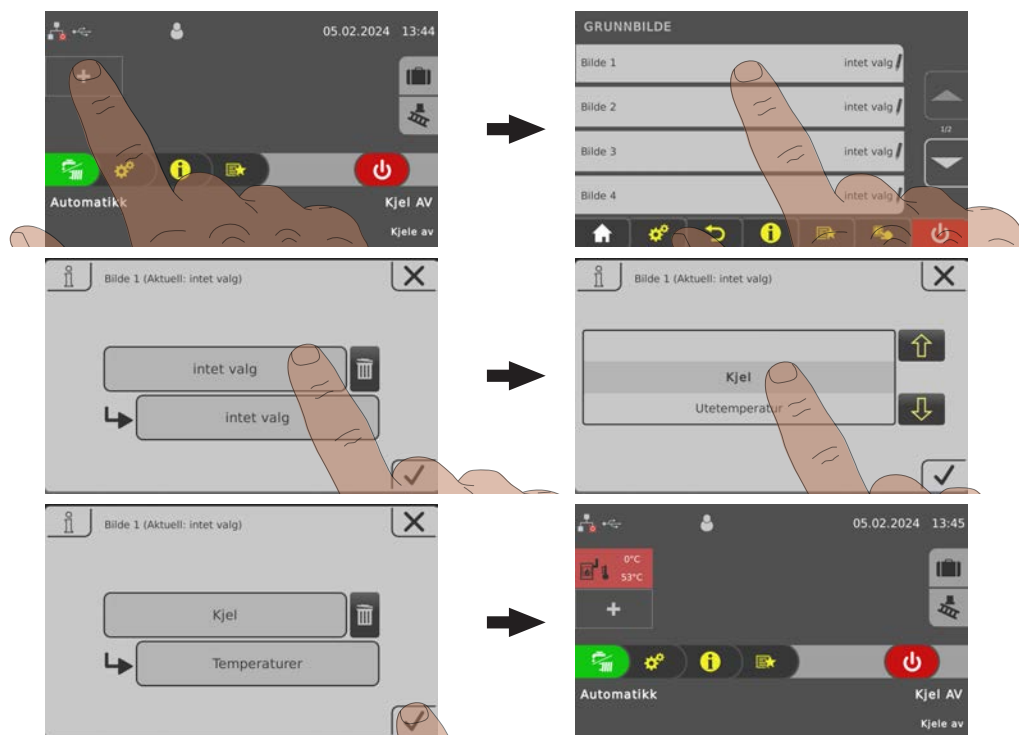 05.02.2024 13:44
+
Automatikk
Kjel AV
Kjele av
GRUNNBILDE
Bilde 1 intet valg
Bilde 2 intet valg
1/2
Bilde 3 intet valg
Bilde 4 intet valg
Bilde 1 (Aktuell: intet valg)
intet valg
intet valg
Bilde 1 (Aktuell: intet valg)
Kjel
Utetemperatur
Bilde 1 (Aktuell: intet valg)
Kjel
Temperaturer
05.02.2024 13:45
0°C
53°C
+
Automatikk
Kjel AV
Kjele av